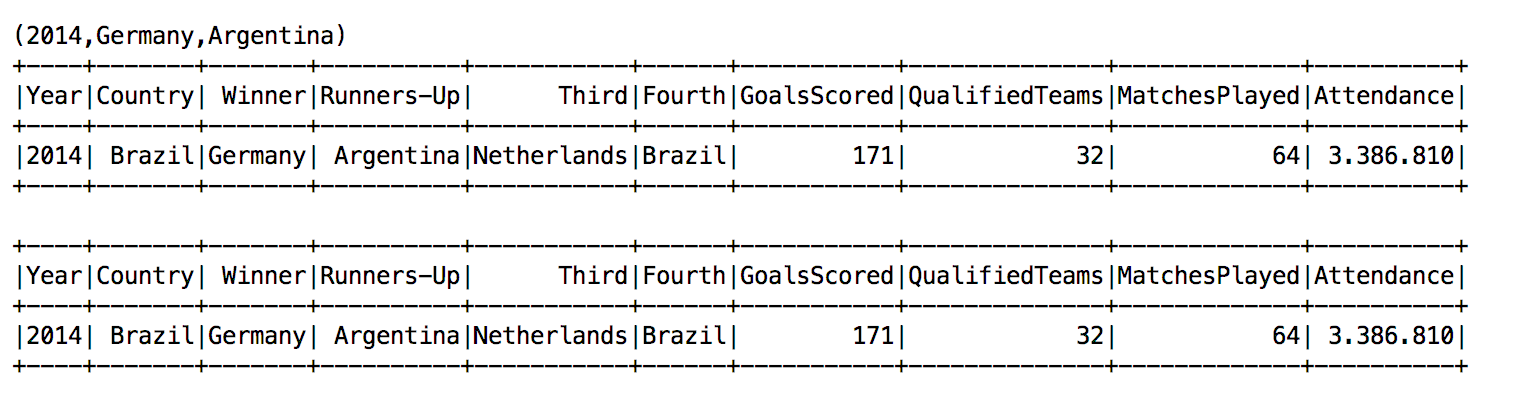 (2014,Germany,Argentina)
+----+-------+-------+-----------+-----------+------+-----------+--------------+-------------+----------+
|Year|Country| Winner|Runners-Up|      Third|Fourth|GoalsScored|QualifiedTeams|MatchesPlayed|Attendance|
+----+-------+-------+-----------+-----------+------+-----------+--------------+-------------+----------+
|2014| Brazil|Germany| Argentina|Netherlands|Brazil|        171|            32|           64| 3.386.810|
+----+-------+-------+-----------+-----------+------+-----------+--------------+-------------+----------+
+----+-------+-------+-----------+-----------+------+-----------+--------------+-------------+----------+
|Year|Country| Winner|Runners-Up|      Third|Fourth|GoalsScored|QualifiedTeams|MatchesPlayed|Attendance|
+----+-------+-------+-----------+-----------+------+-----------+--------------+-------------+----------+
|2014| Brazil|Germany| Argentina|Netherlands|Brazil|        171|            32|           64| 3.386.810|
+----+-------+-------+-----------+-----------+------+-----------+--------------+-------------+----------+